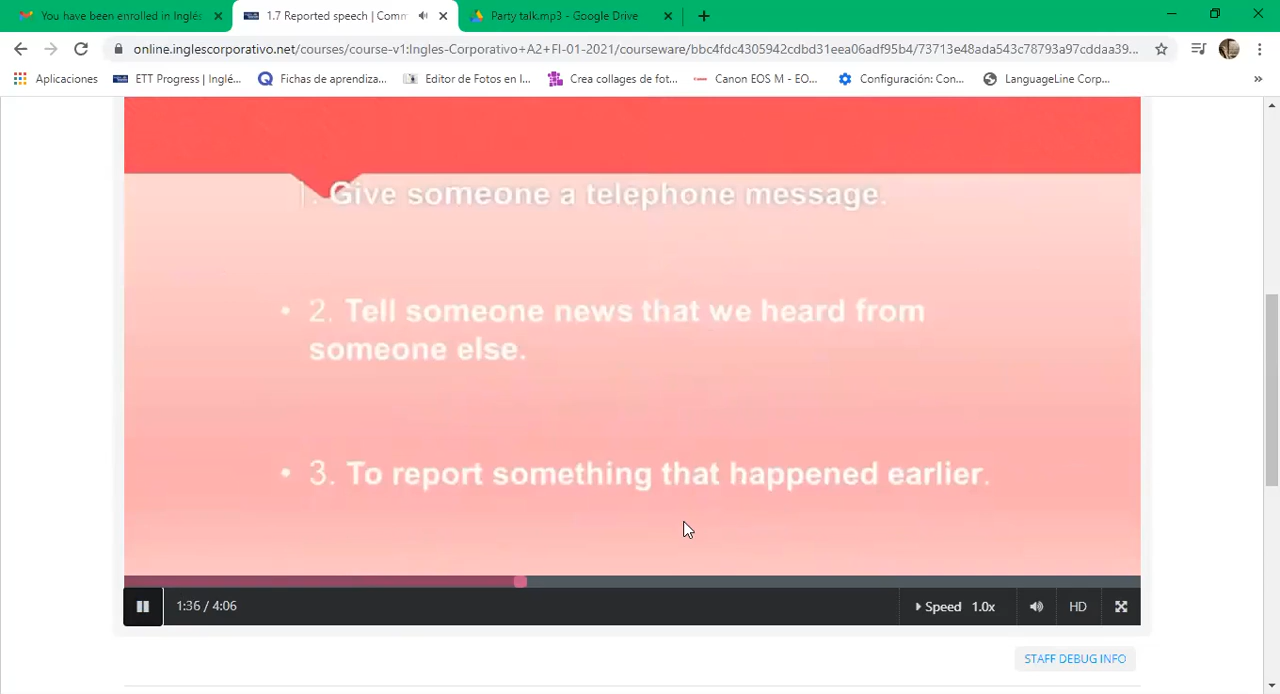 You have been enrolled in Inglés
1.7 Reported speech | Comm
Party talk.mp3 - Google Drive
online.inglescorporativo.net/courses/course-v1:Ingles-Corporativo+A2+FI-01-2021/courseware/bbc4fdc4305942cdbd31eea06adf95b4/73713e48ada543c78793a97cddaa39...
Aplicaciones
ETT Progress | Inglé...
Fichas de aprendiza...
Editor de Fotos en l...
Crea collages de fot...
Canon EOS M - EO...
Configuración: Con...
LanguageLine Corp...
»
1. Give someone a telephone message.
• 2. Tell someone news that we heard from
someone else.
• 3. To report something that happened earlier.
1:36 / 4:06
Speed 1.0x
HD
STAFF DEBUG INFO